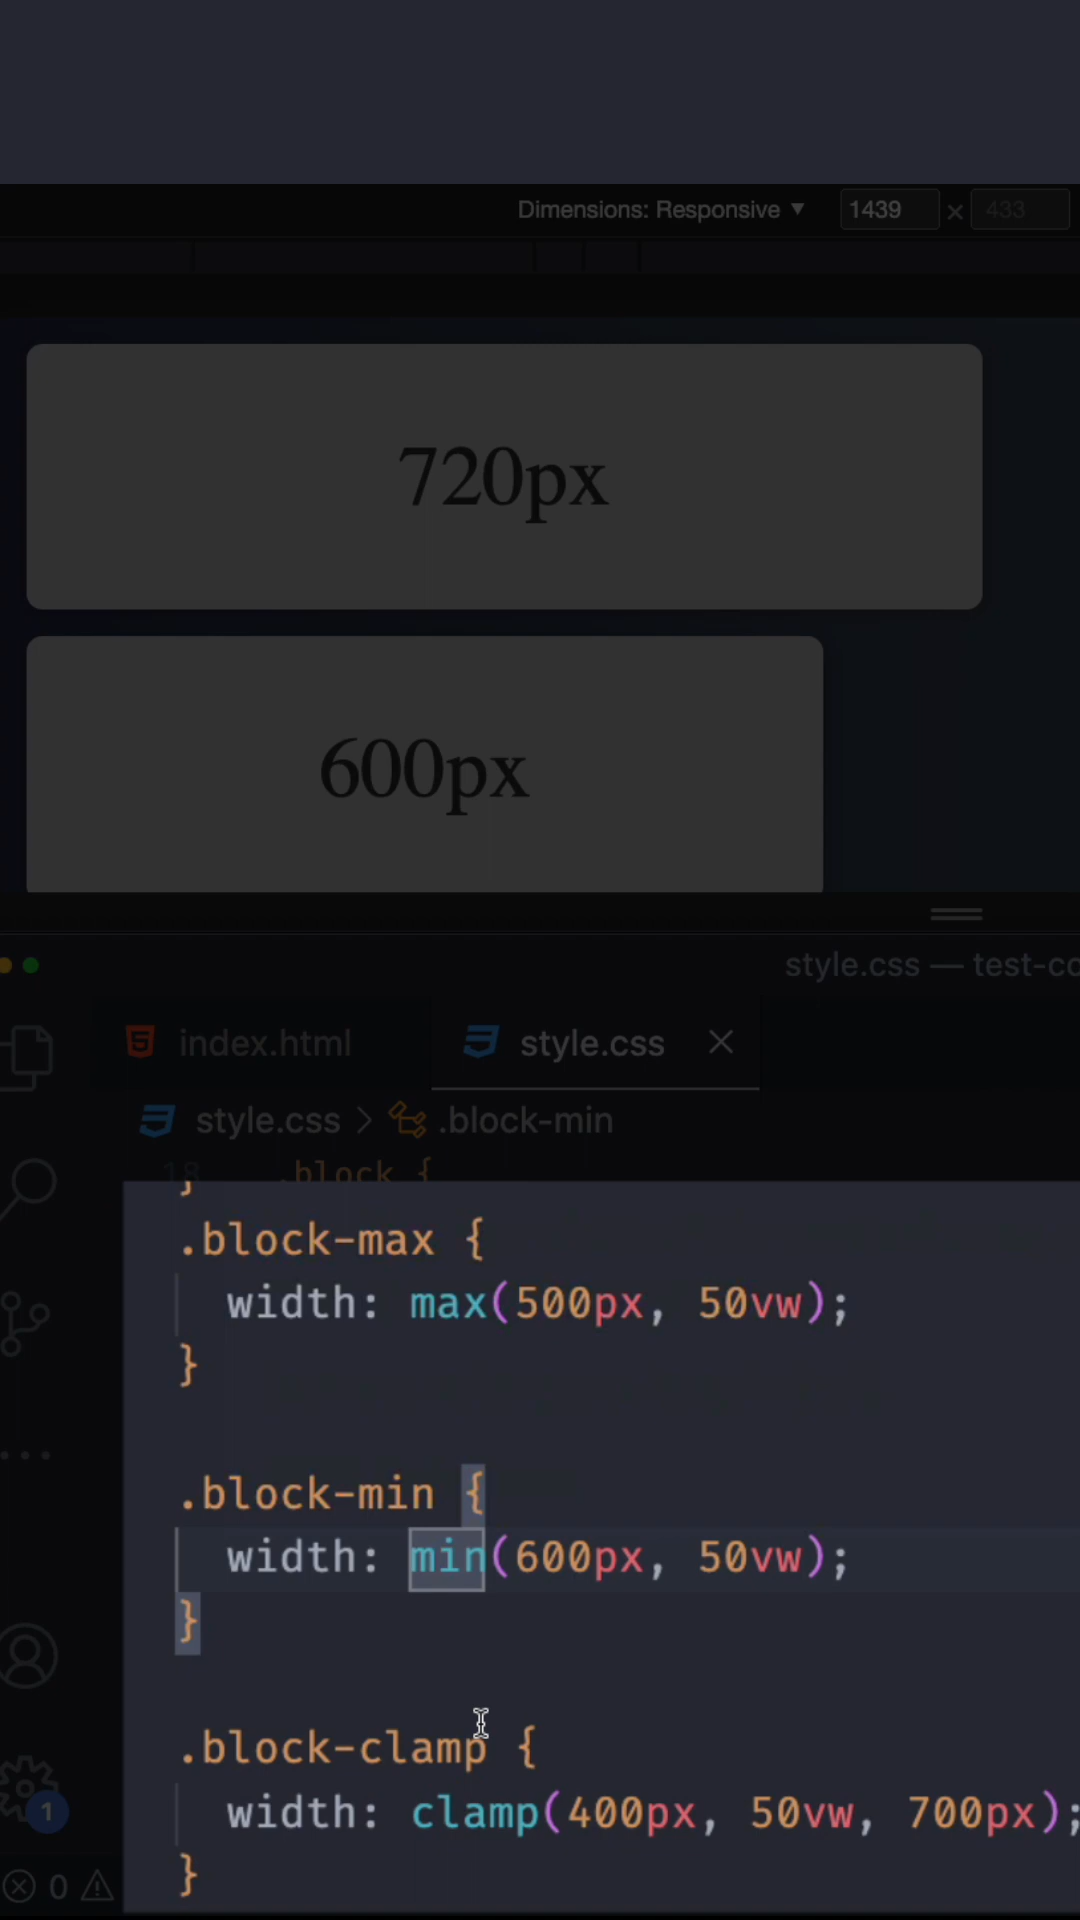 Dimensions: Responsive ▼ 1439 × 433
720px
600px
style.css — test-co
index.html style.css ×
style.css > .block-min
18 .block {
}
.block-max {
width: max(500px, 50vw);
}
.block-min {
width: min(600px, 50vw);
}
.block-clamp {
width: clamp(400px, 50vw, 700px);
}
1
0